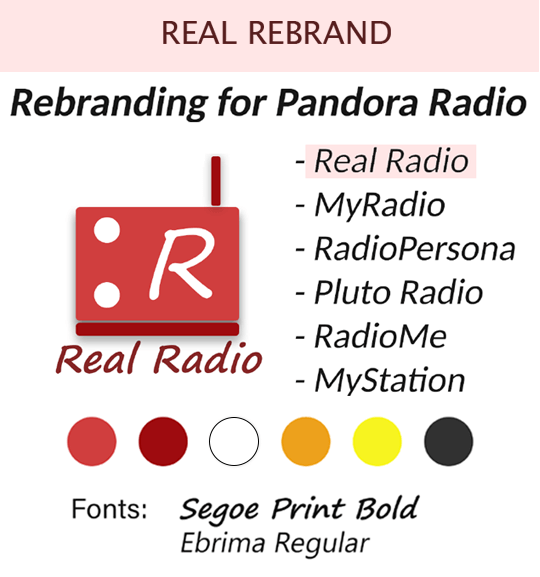 REAL REBRAND
Rebranding for Pandora Radio
- Real Radio
- MyRadio
- RadioPersona
- Pluto Radio
- RadioMe
- MyStation
R
Real Radio
Fonts: Segoe Print Bold
Ebrima Regular